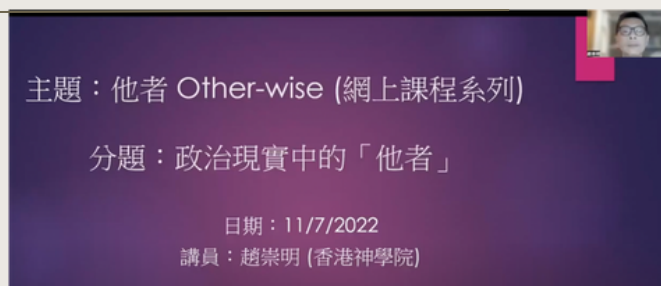 主題：他者 Other-wise (網上課程系列)
分題：政治現實中的「他者」
日期：11/7/2022
講員：趙崇明 (香港神學院)